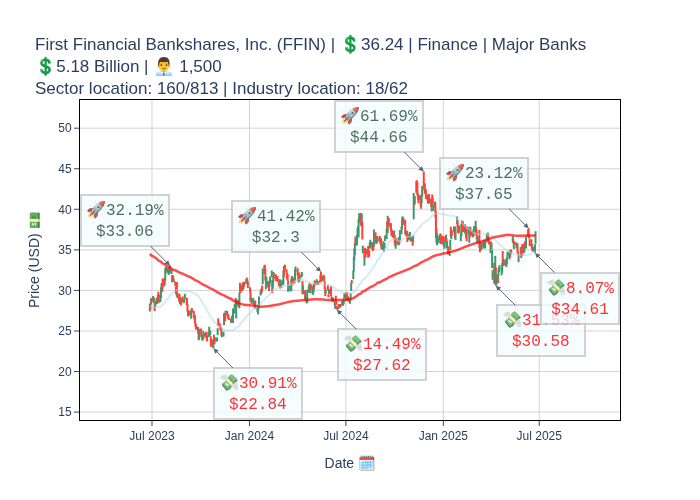 First Financial Bankshares, Inc. (FFIN) | 💲36.24 | Finance | Major Banks
💲5.18 Billion | 👨‍💼 1,500
Sector location: 160/813 | Industry location: 18/62
🚀61.69%
$44.66
🚀23.12%
$37.65
🚀32.19%
$33.06
🚀41.42%
$32.3
💸8.07%
$34.61
💸31.53%
$30.58
💸14.49%
$27.62
💸30.91%
$22.84
50
45
40
35
30
25
20
15
Price (USD) 💵
Jul 2023
Jan 2024
Jul 2024
Jan 2025
Jul 2025
Date 🗓️